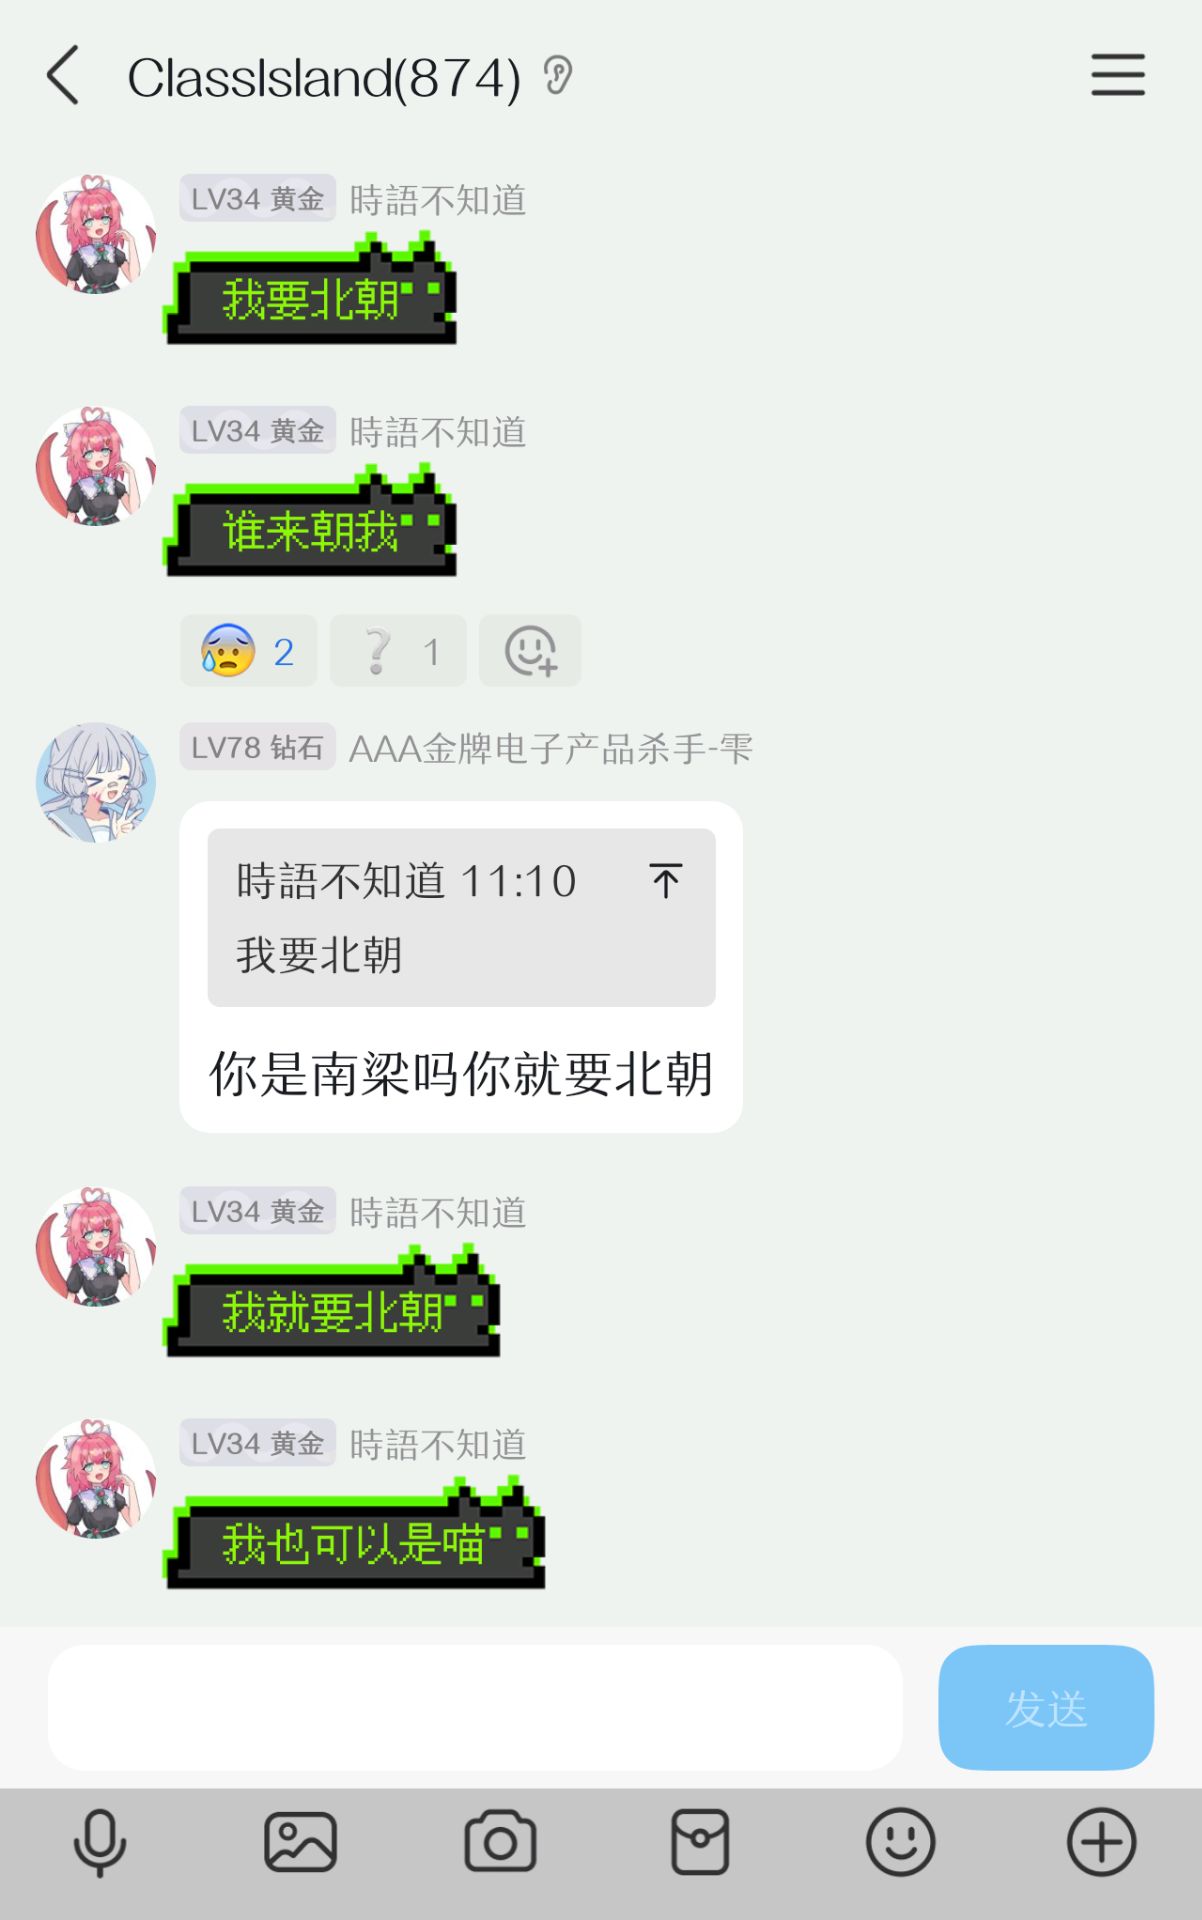 ClassIsland(874)
LV34 黄金 時語不知道
我要北朝
LV34 黄金 時語不知道
谁来朝我
2 ❔ 1
LV78 钻石 AAA金牌电子产品杀手-雫
時語不知道 11:10
我要北朝
你是南梁吗你就要北朝
LV34 黄金 時語不知道
我就要北朝
LV34 黄金 時語不知道
我也可以是喵
发送